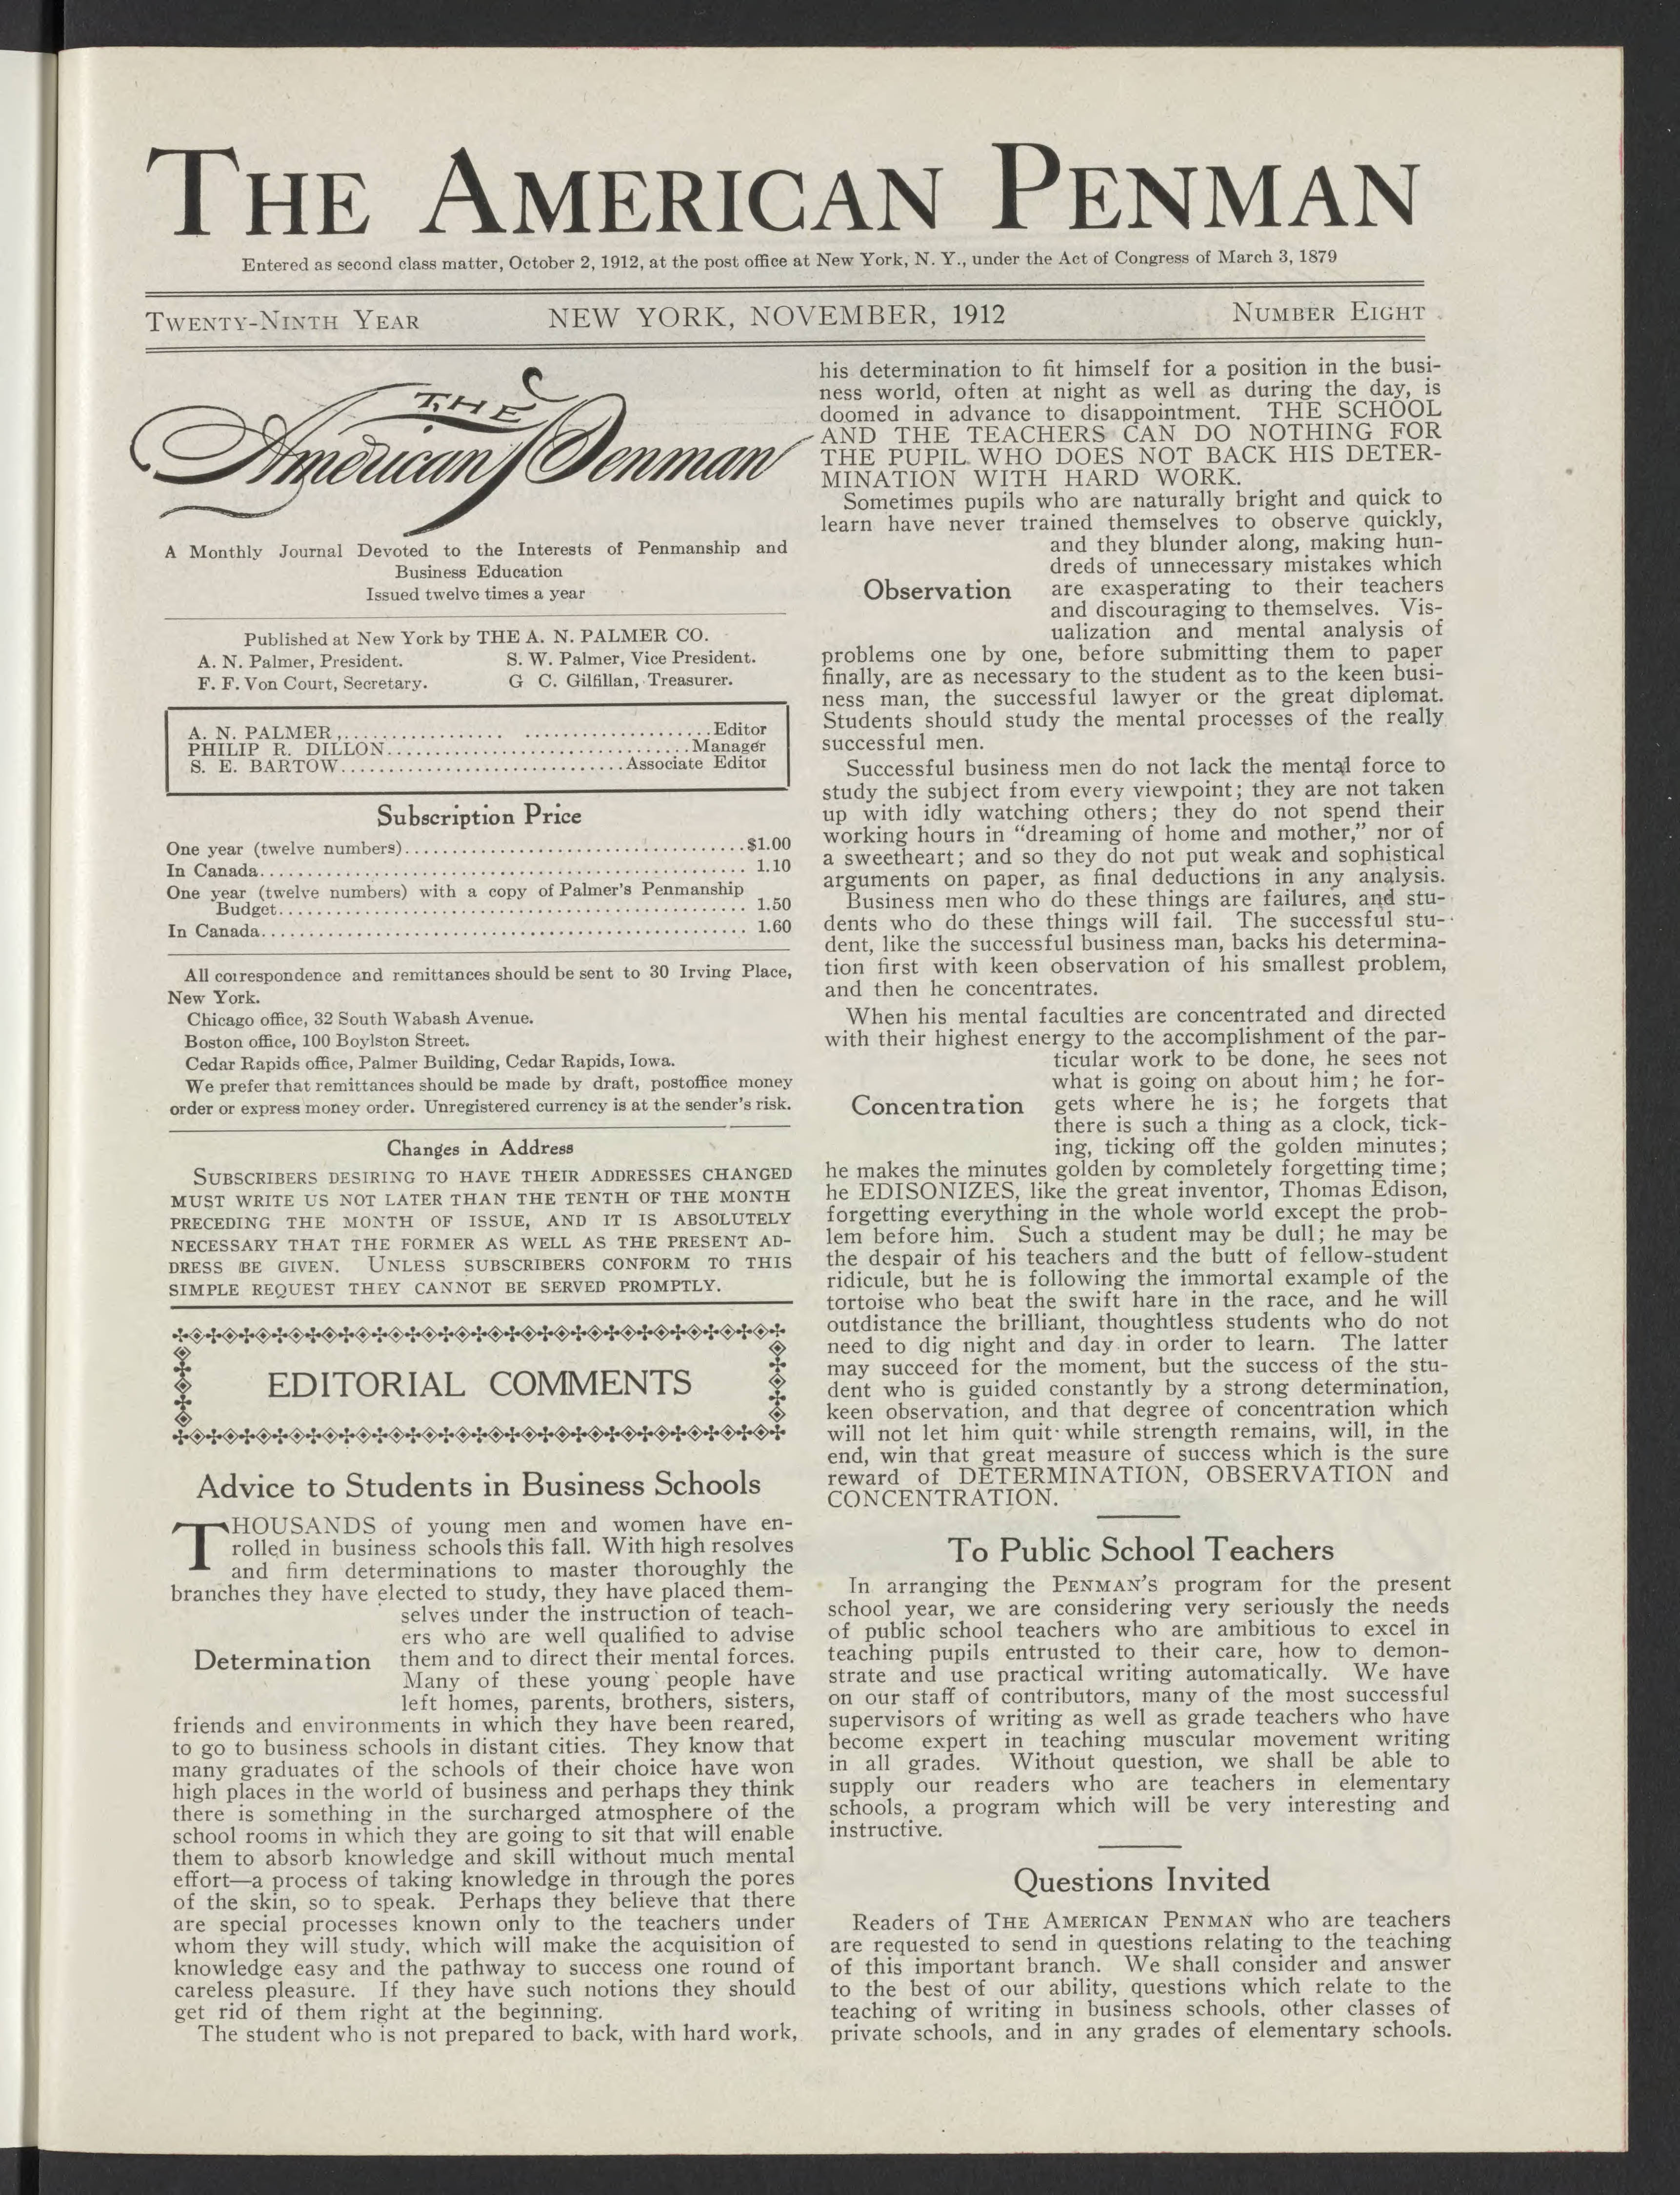 THE AMERICAN PENMAN
Entered as second class matter, October 2, 1912, at the post office at New York, N. Y., under the Act of Congress of March 3, 1879
TWENTY-NINTH YEAR NEW YORK, NOVEMBER, 1912 NUMBER EIGHT
THE
American Penman
A Monthly Journal Devoted to the Interests of Penmanship and
Business Education
Issued twelve times a year
Published at New York by THE A. N. PALMER CO.
A. N. Palmer, President. S. W. Palmer, Vice President.
F. F. Von Court, Secretary. G C. Gilfillan, Treasurer.
A. N. PALMER,.................. ....................Editor
PHILIP R. DILLON................................Manager
S. E. BARTOW..............................Associate Editor
Subscription Price
One year (twelve numbers)....................................$1.00
In Canada.................................................... 1.10
One year (twelve numbers) with a copy of Palmer's Penmanship
Budget.................................................. 1.50
In Canada.................................................... 1.60
All correspondence and remittances should be sent to 30 Irving Place,
New York.
Chicago office, 32 South Wabash Avenue.
Boston office, 100 Boylston Street.
Cedar Rapids office, Palmer Building, Cedar Rapids, Iowa.
We prefer that remittances should be made by draft, postoffice money
order or express money order. Unregistered currency is at the sender's risk.
Changes in Address
SUBSCRIBERS DESIRING TO HAVE THEIR ADDRESSES CHANGED
MUST WRITE US NOT LATER THAN THE TENTH OF THE MONTH
PRECEDING THE MONTH OF ISSUE, AND IT IS ABSOLUTELY
NECESSARY THAT THE FORMER AS WELL AS THE PRESENT AD-
DRESS BE GIVEN. UNLESS SUBSCRIBERS CONFORM TO THIS
SIMPLE REQUEST THEY CANNOT BE SERVED PROMPTLY.
EDITORIAL COMMENTS
Advice to Students in Business Schools
THOUSANDS of young men and women have en-
rolled in business schools this fall. With high resolves
and firm determinations to master thoroughly the
branches they have elected to study, they have placed them-
selves under the instruction of teach-
ers who are well qualified to advise
Determination them and to direct their mental forces.
Many of these young people have
left homes, parents, brothers, sisters,
friends and environments in which they have been reared,
to go to business schools in distant cities. They know that
many graduates of the schools of their choice have won
high places in the world of business and perhaps they think
there is something in the surcharged atmosphere of the
school rooms in which they are going to sit that will enable
them to absorb knowledge and skill without much mental
effort—a process of taking knowledge in through the pores
of the skin, so to speak. Perhaps they believe that there
are special processes known only to the teachers under
whom they will study, which will make the acquisition of
knowledge easy and the pathway to success one round of
careless pleasure. If they have such notions they should
get rid of them right at the beginning.
The student who is not prepared to back, with hard work,
his determination to fit himself for a position in the busi-
ness world, often at night as well as during the day, is
doomed in advance to disappointment. THE SCHOOL
AND THE TEACHERS CAN DO NOTHING FOR
THE PUPIL WHO DOES NOT BACK HIS DETER-
MINATION WITH HARD WORK.
Sometimes pupils who are naturally bright and quick to
learn have never trained themselves to observe quickly,
and they blunder along, making hun-
dreds of unnecessary mistakes which
Observation are exasperating to their teachers
and discouraging to themselves. Vis-
ualization and mental analysis of
problems one by one, before submitting them to paper
finally, are as necessary to the student as to the keen busi-
ness man, the successful lawyer or the great diplomat.
Students should study the mental processes of the really
successful men.
Successful business men do not lack the mental force to
study the subject from every viewpoint; they are not taken
up with idly watching others; they do not spend their
working hours in “dreaming of home and mother,” nor of
a sweetheart; and so they do not put weak and sophistical
arguments on paper, as final deductions in any analysis.
Business men who do these things are failures, and stu-
dents who do these things will fail. The successful stu-
dent, like the successful business man, backs his determina-
tion first with keen observation of his smallest problem,
and then he concentrates.
When his mental faculties are concentrated and directed
with their highest energy to the accomplishment of the par-
ticular work to be done, he sees not
what is going on about him; he for-
Concentration gets where he is; he forgets that
there is such a thing as a clock, tick-
ing, ticking off the golden minutes;
he makes the minutes golden by completely forgetting time;
he EDISONIZES, like the great inventor, Thomas Edison,
forgetting everything in the whole world except the prob-
lem before him. Such a student may be dull; he may be
the despair of his teachers and the butt of fellow-student
ridicule, but he is following the immortal example of the
tortoise who beat the swift hare in the race, and he will
outdistance the brilliant, thoughtless students who do not
need to dig night and day in order to learn. The latter
may succeed for the moment, but the success of the stu-
dent who is guided constantly by a strong determination,
keen observation, and that degree of concentration which
will not let him quit while strength remains, will, in the
end, win that great measure of success which is the sure
reward of DETERMINATION, OBSERVATION and
CONCENTRATION.
To Public School Teachers
In arranging the PENMAN'S program for the present
school year, we are considering very seriously the needs
of public school teachers who are ambitious to excel in
teaching pupils entrusted to their care, how to demon-
strate and use practical writing automatically. We have
on our staff of contributors, many of the most successful
supervisors of writing as well as grade teachers who have
become expert in teaching muscular movement writing
in all grades. Without question, we shall be able to
supply our readers who are teachers in elementary
schools, a program which will be very interesting and
instructive.
Questions Invited
Readers of THE AMERICAN PENMAN who are teachers
are requested to send in questions relating to the teaching
of this important branch. We shall consider and answer
to the best of our ability, questions which relate to the
teaching of writing in business schools, other classes of
private schools, and in any grades of elementary schools.